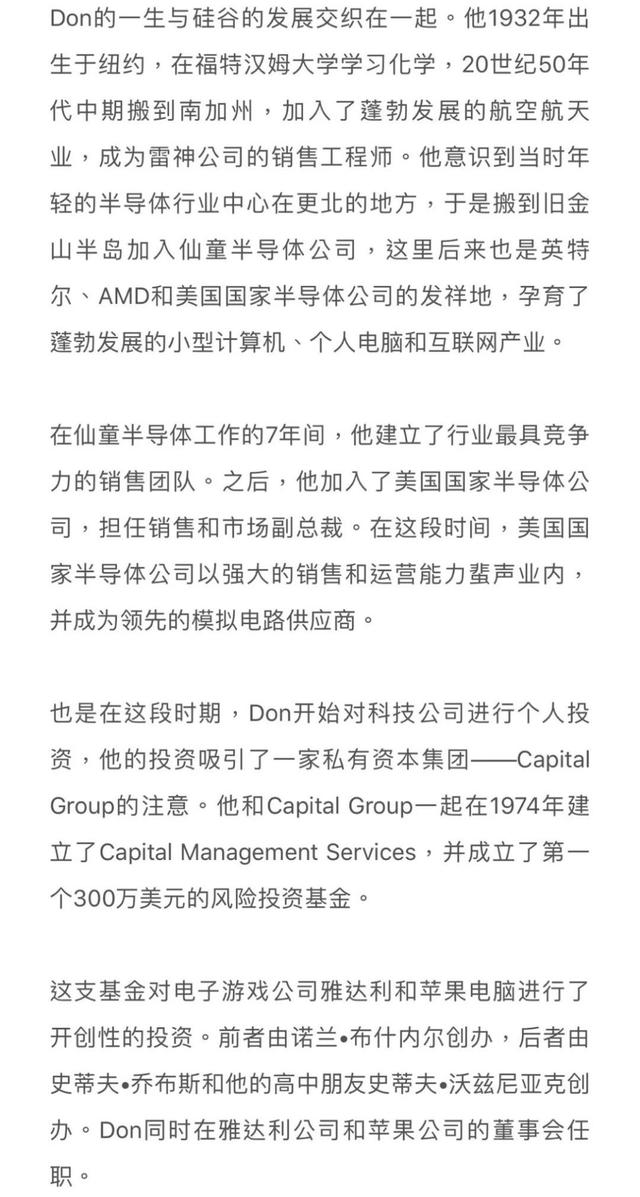 Don的一生与硅谷的发展交织在一起。他1932年出
生于纽约，在福特汉姆大学学习化学，20世纪50年
代中期搬到南加州，加入了蓬勃发展的航空航天
业，成为雷神公司的销售工程师。他意识到当时年
轻的半导体行业中心在更北的地方，于是搬到旧金
山半岛加入仙童半导体公司，这里后来也是英特
尔、AMD和美国国家半导体公司的发祥地，孕育了
蓬勃发展的小型计算机、个人电脑和互联网产业。
在仙童半导体工作的7年间，他建立了行业最具竞争
力的销售团队。之后，他加入了美国国家半导体公
司，担任销售和市场副总裁。在这段时间，美国国
家半导体公司以强大的销售和运营能力蜚声业内，
并成为领先的模拟电路供应商。
也是在这段时期，Don开始对科技公司进行个人投
资，他的投资吸引了一家私有资本集团——Capital
Group的注意。他和Capital Group一起在1974年建
立了Capital Management Services，并成立了第一
个300万美元的风险投资基金。
这支基金对电子游戏公司雅达利和苹果电脑进行了
开创性的投资。前者由诺兰•布什内尔创办，后者由
史蒂夫•乔布斯和他的高中朋友史蒂夫•沃兹尼亚克创
办。Don同时在雅达利公司和苹果公司的董事会任
职。